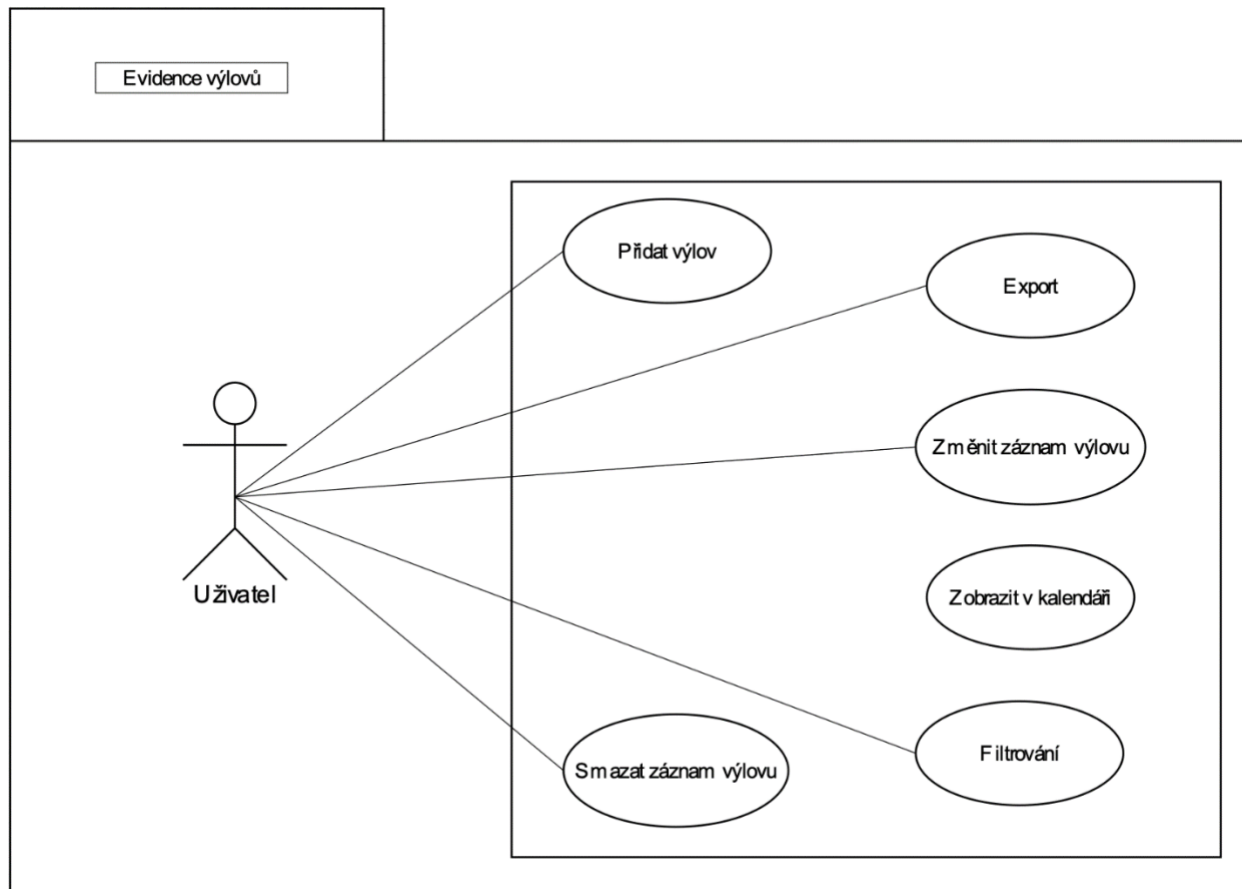 Evidence výlovů
Přidat výlov
Export
Změnit záznam výlovu
Uživatel
Zobrazit v kalendáři
Filtrování
Smazat záznam výlovu